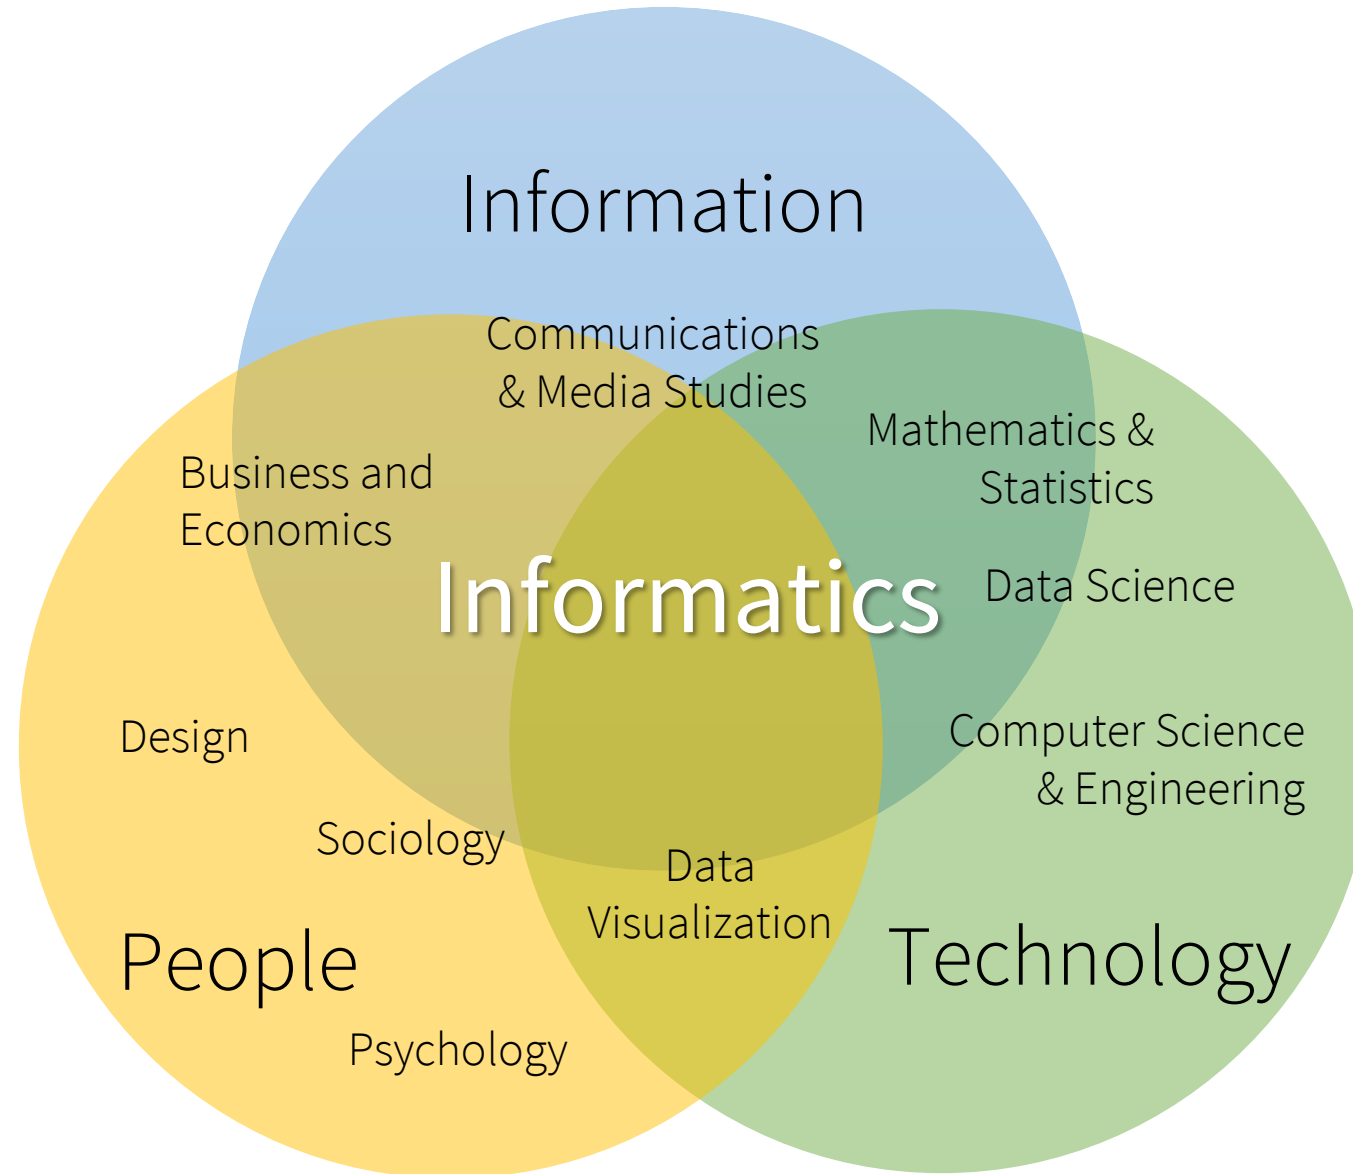 Information
Communications
& Media Studies
Mathematics &
Statistics
Business and
Economics
Informatics
Data Science
Design
Computer Science
& Engineering
Sociology
Data
Visualization
People
Technology
Psychology